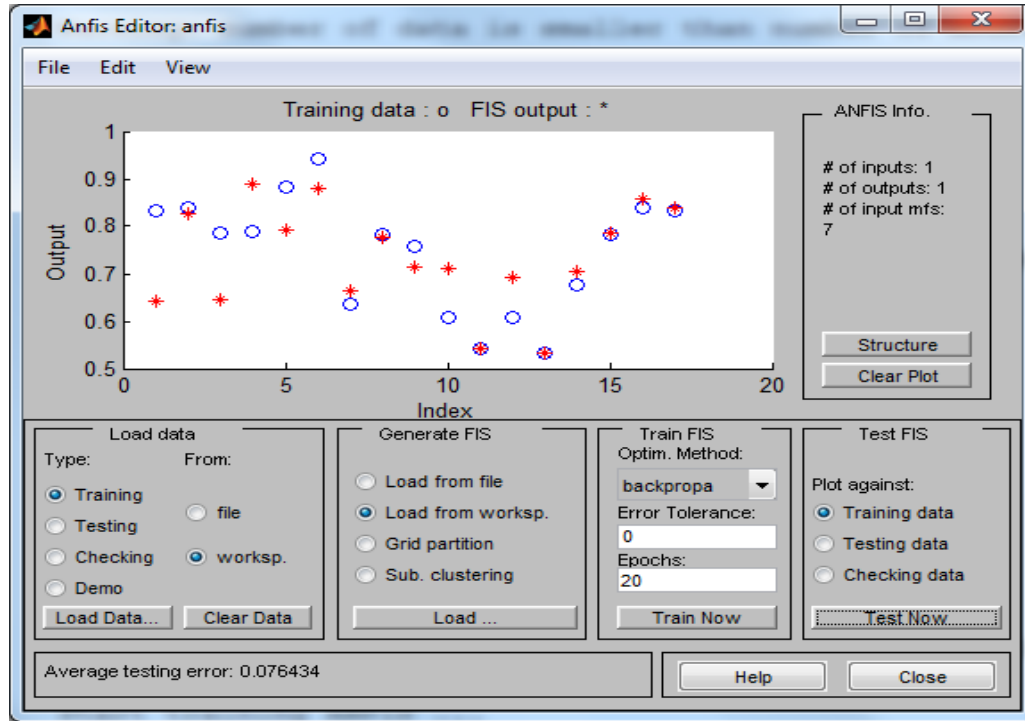 Anfis Editor: anfis
File Edit View
Training data : o FIS output : *
1
0.9
0.8
0.7
0.6
0.5
Output
0 5 10 15 20
Index
ANFIS Info.
# of inputs: 1
# of outputs: 1
# of input mfs:
7
Structure
Clear Plot
Load data
Type: From:
Training
Testing
Checking
Demo
file
worksp.
Load Data... Clear Data
Generate FIS
Load from file
Load from worksp.
Grid partition
Sub. clustering
Load ...
Train FIS
Optim. Method:
backpropa
Error Tolerance:
0
Epochs:
20
Train Now
Test FIS
Plot against:
Training data
Testing data
Checking data
Test Now
Average testing error: 0.076434
Help Close